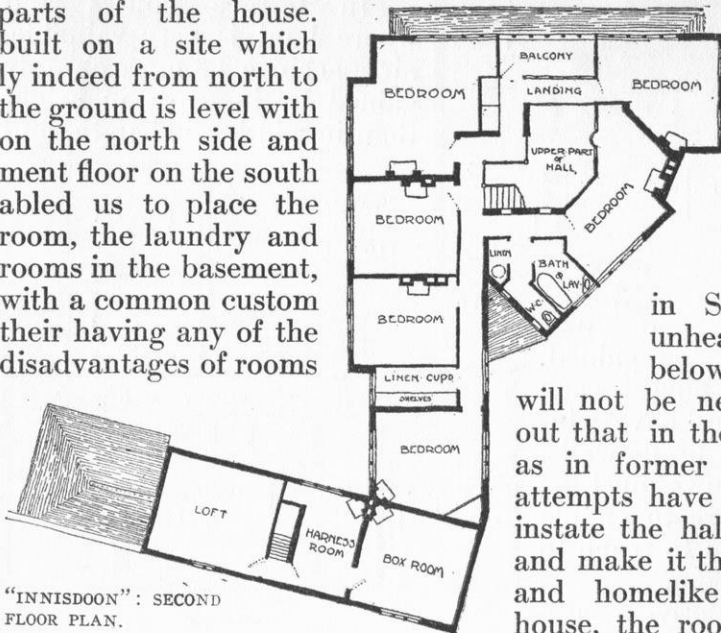 parts of the house.
built on a site which
ly indeed from north to
the ground is level with
on the north side and
ment floor on the south
abled us to place the
room, the laundry and
rooms in the basement,
with a common custom
their having any of the
disadvantages of rooms
BALCONY
BEDROOM
LANDING
BEDROOM
UPPER PART
OF
HALL
BEDROOM
BEDROOM
LINEN
BATH
LAV.
W.C.
BEDROOM
LINEN CUPD
SHELVES
BEDROOM
LOFT
HARNESS
ROOM
BOX ROOM
"INNISDOON": SECOND
FLOOR PLAN.
in S
unhea
below
will not be ne
out that in the
as in former
attempts have
instate the hal
and make it th
and homelike
house, the roo